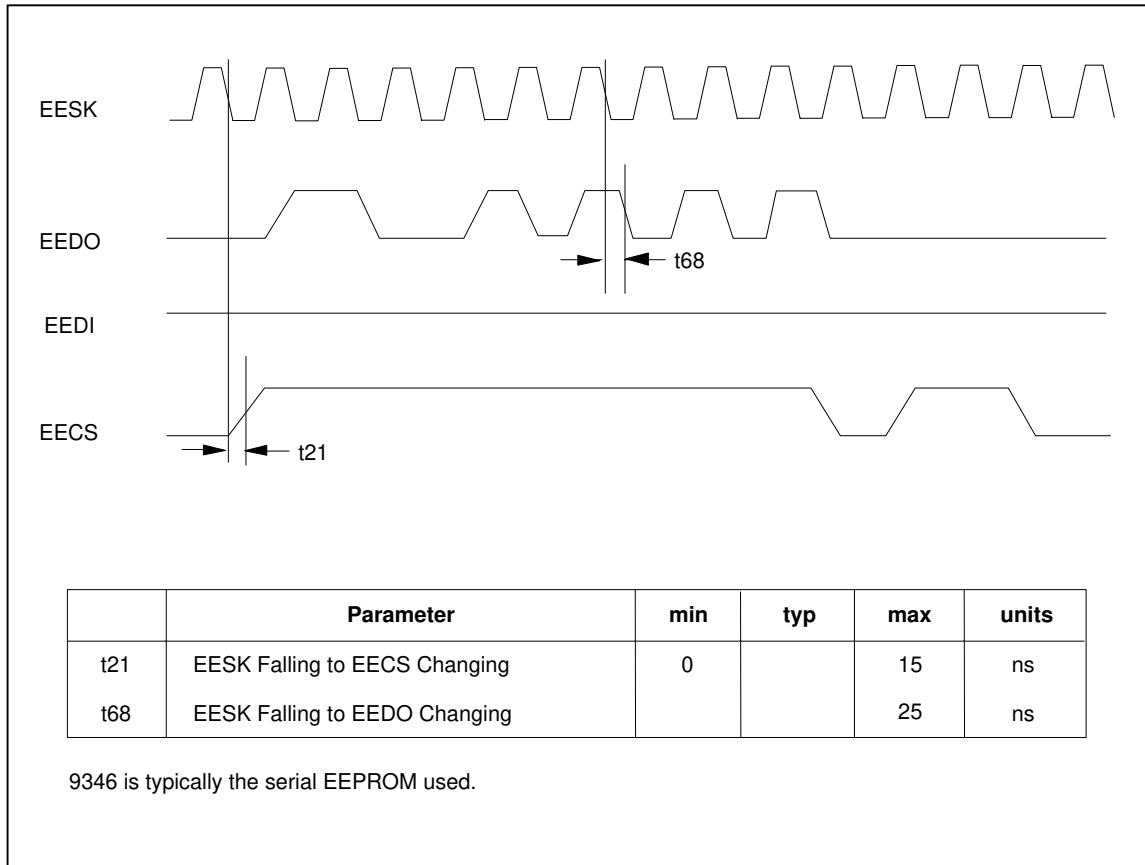 EESK
EEDO
t68
EEDI
EECS
t21
Parameter min typ max units
t21 EESK Falling to EECS Changing 0 15 ns
t68 EESK Falling to EEDO Changing 25 ns
9346 is typically the serial EEPROM used.